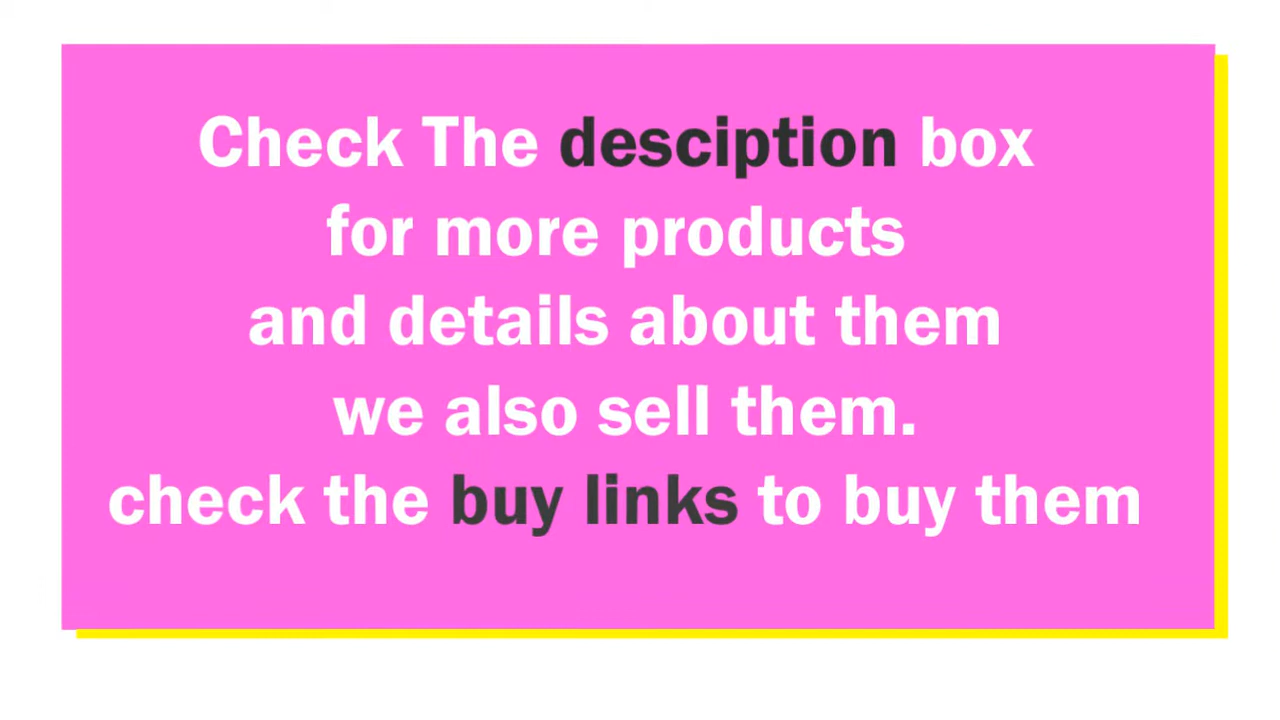 Check The desciption box
for more products
and details about them
we also sell them.
check the buy links to buy them